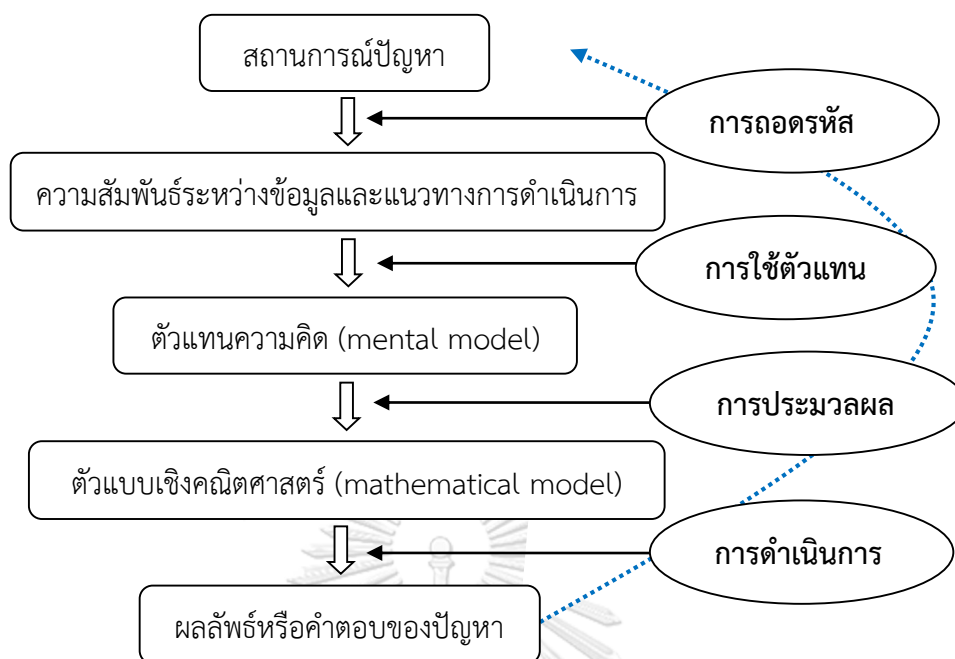 สถานการณ์ปัญหา
การถอดรหัส
ความสัมพันธ์ระหว่างข้อมูลและแนวทางการดำเนินการ
การใช้ตัวแทน
ตัวแทนความคิด (mental model)
การประมวลผล
ตัวแบบเชิงคณิตศาสตร์ (mathematical model)
การดำเนินการ
ผลลัพธ์หรือคำตอบของปัญหา